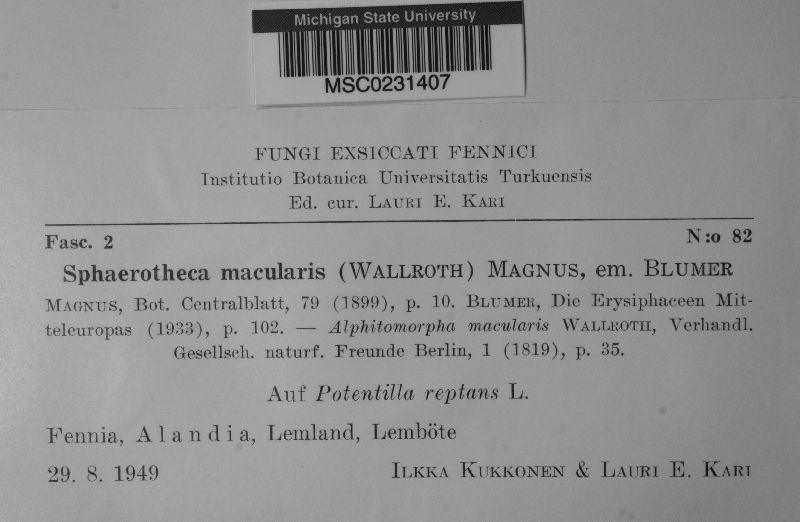 Michigan State University
MSC0231407
FUNGI EXSICCATI FENNICI
Institutio Botanica Universitatis Turkuensis
Ed. cur. LAURI E. KARI
Fasc. 2 N:o 82
Sphaerotheca macularis (WALLROTH) MAGNUS, em. BLUMER
MAGNUS, Bot. Centralblatt, 79 (1899), p. 10. BLUMER, Die Erysiphaceen Mit-
teleuropas (1933), p. 102. — Alphitomorpha macularis WALLROTH, Verhandl.
Gesellsch. naturf. Freunde Berlin, 1 (1819), p. 35.
Auf Potentilla reptans L.
Fennia, Alandia, Lemland, Lemböte
29. 8. 1949 ILKKA KUKKONEN & LAURI E. KARI